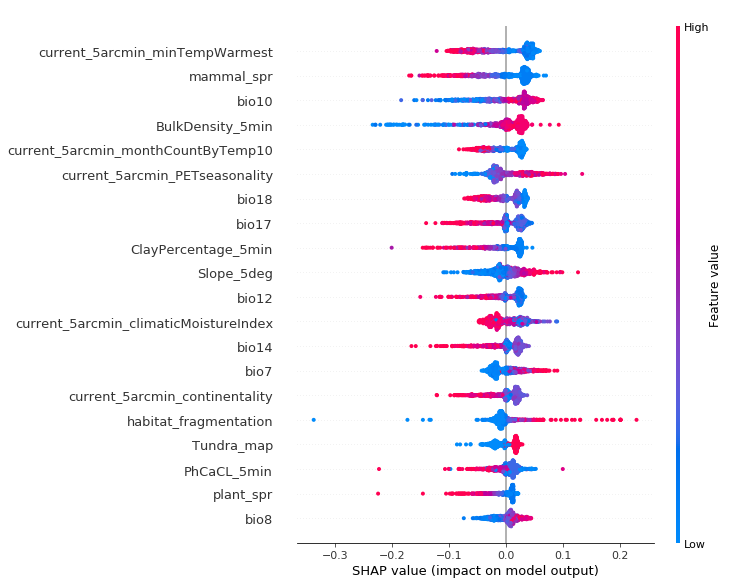 High
current_5arcmin_minTempWarmest
mammal_spr
bio10
BulkDensity_5min
current_5arcmin_monthCountByTemp10
current_5arcmin_PETseasonality
bio18
bio17
ClayPercentage_5min
Slope_5deg
bio12
current_5arcmin_climaticMoistureIndex
bio14
bio7
current_5arcmin_continentality
habitat_fragmentation
Tundra_map
PhCaCL_5min
plant_spr
bio8
Feature value
Low
−0.3 −0.2 −0.1 0.0 0.1 0.2
SHAP value (impact on model output)